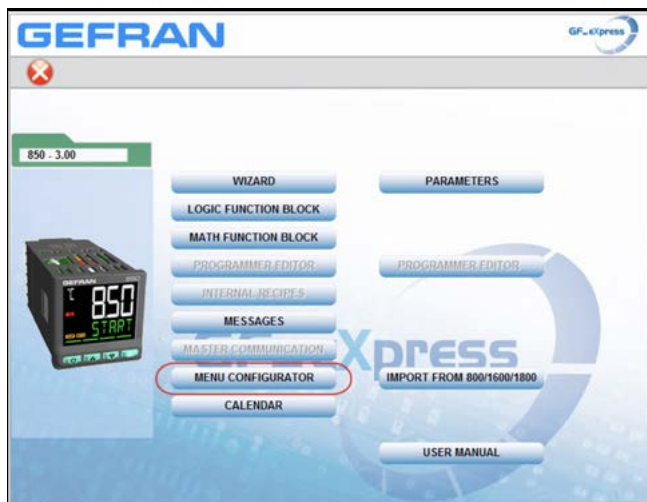 GEFRAN
GF_eXpress
850 - 3.00
WIZARD
PARAMETERS
LOGIC FUNCTION BLOCK
MATH FUNCTION BLOCK
PROGRAMMER EDITOR
PROGRAMMER EDITOR
INTERNAL RECIPES
MESSAGES
MASTER COMMUNICATION
MENU CONFIGURATOR
IMPORT FROM 800/1600/1800
CALENDAR
USER MANUAL
GEFRAN
°C
850
START
Xpress